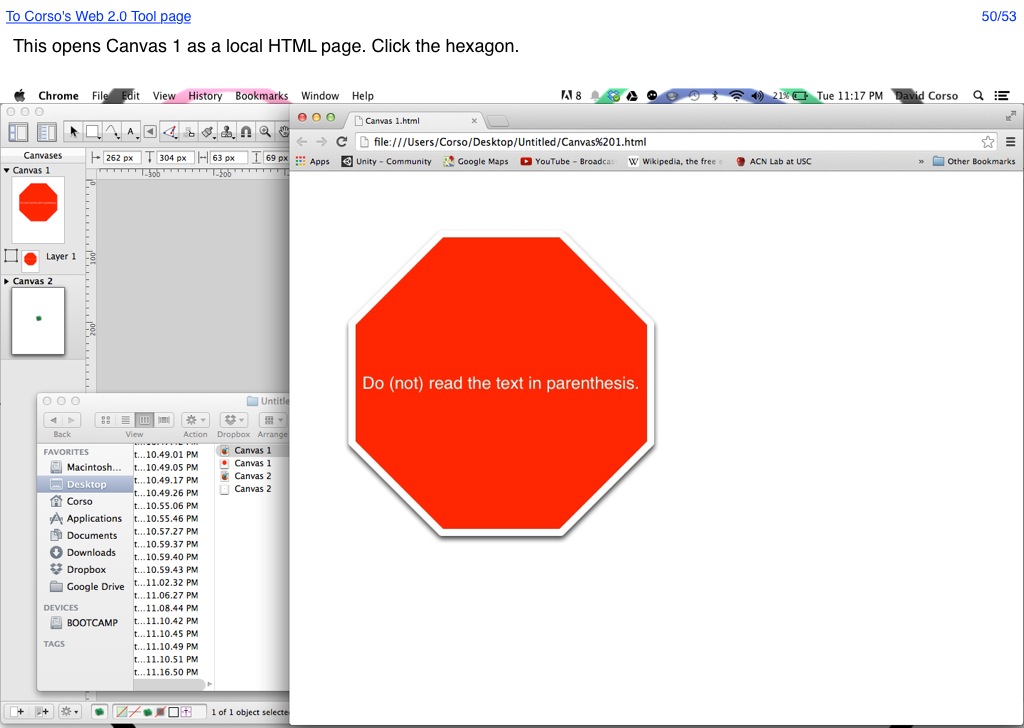 To Corso's Web 2.0 Tool page
50/53
This opens Canvas 1 as a local HTML page. Click the hexagon.
Chrome File Edit View History Bookmarks Window Help
8 21% Tue 11:17 PM David Corso
Canvas 1.html
file:///Users/Corso/Desktop/Untitled/Canvas%201.html
Apps Unity - Community Google Maps YouTube - Broadcas Wikipedia, the free e ACN Lab at USC » Other Bookmarks
Canvases
262 px 304 px 63 px 69 px
Canvas 1
-300 -200
0
100
200
Layer 1
Canvas 2
Do (not) read the text in parenthesis.
Untitle
Back View Action Dropbox Arrange
FAVORITES
Macintosh...
Desktop
Corso
Applications
Documents
Downloads
Dropbox
Google Drive
DEVICES
BOOTCAMP
TAGS
t...10.49.01 PM
t...10.49.05 PM
t...10.49.17 PM
t...10.49.26 PM
t...10.55.06 PM
t...10.55.46 PM
t...10.57.27 PM
t...10.59.37 PM
t...10.59.40 PM
t...10.59.43 PM
t...11.02.32 PM
t...11.06.27 PM
t...11.08.44 PM
t...11.10.42 PM
t...11.10.45 PM
t...11.10.49 PM
t...11.10.51 PM
t...11.16.50 PM
Canvas 1
Canvas 1
Canvas 2
Canvas 2
1 of 1 object selecte